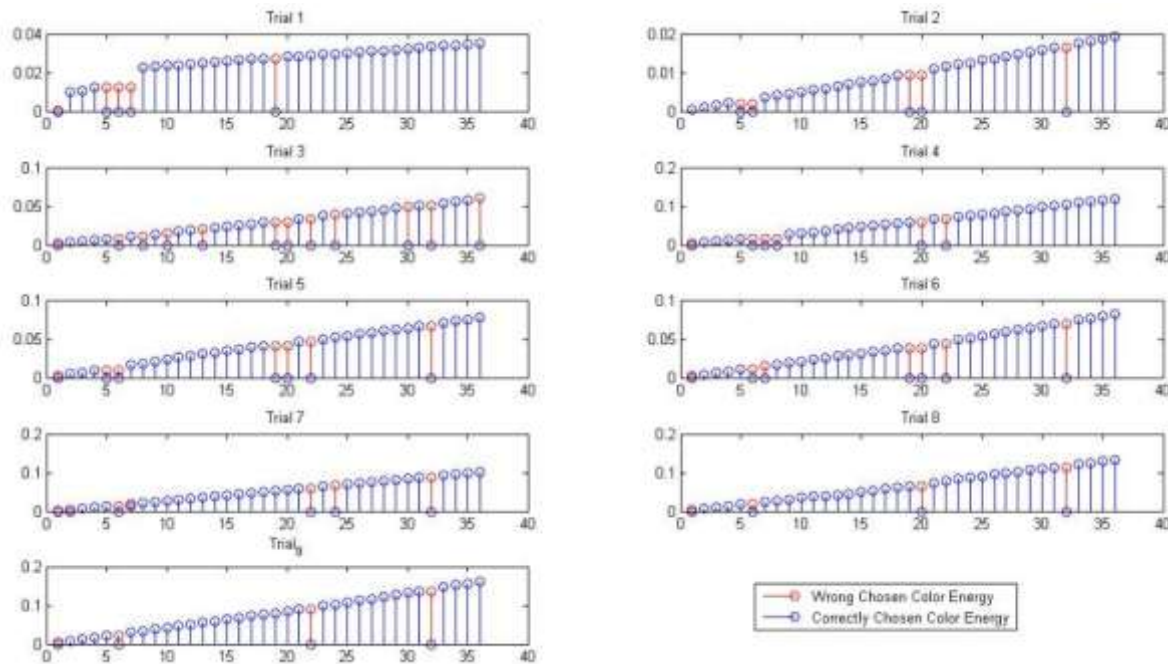 Trial 1
0.04
0.02
0
0 5 10 15 20 25 30 35 40
Trial 2
0.02
0.01
0
0 5 10 15 20 25 30 35 40
Trial 3
0.1
0.05
0
0 5 10 15 20 25 30 35 40
Trial 4
0.2
0.1
0
0 5 10 15 20 25 30 35 40
Trial 5
0.1
0.05
0
0 5 10 15 20 25 30 35 40
Trial 6
0.1
0.05
0
0 5 10 15 20 25 30 35 40
Trial 7
0.2
0.1
0
0 5 10 15 20 25 30 35 40
Trial 8
0.2
0.1
0
0 5 10 15 20 25 30 35 40
Trial9
0.2
0.1
0
0 5 10 15 20 25 30 35 40
Wrong Chosen Color Energy
Correctly Chosen Color Energy